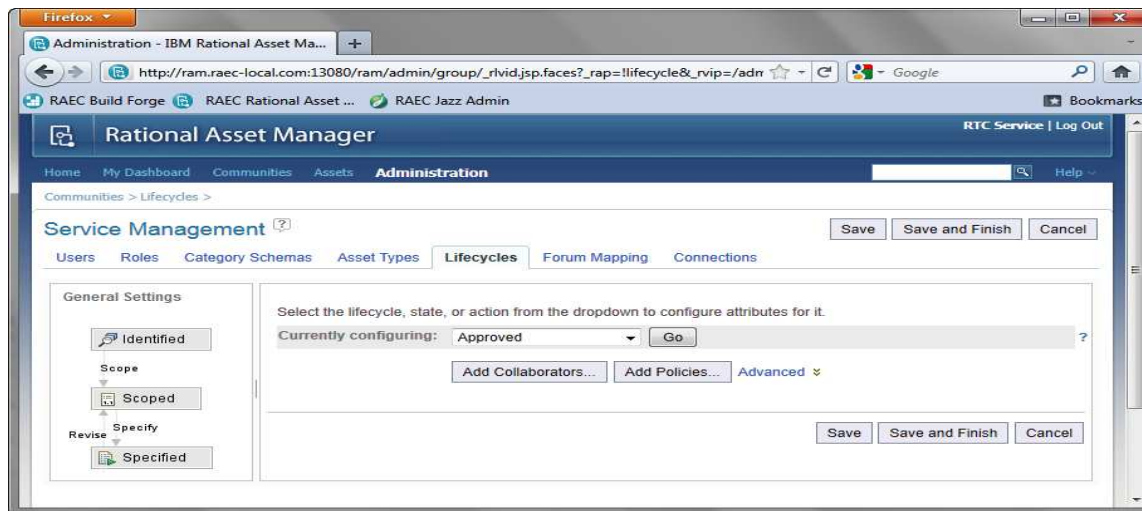 Firefox
Administration - IBM Rational Asset Ma...
http://ram.raec-local.com:13080/ram/admin/group/_rlvid.jsp.faces?_rap=!lifecycle&_rvip=/adm
Google
RAEC Build Forge RAEC Rational Asset ... RAEC Jazz Admin Bookmarks
Rational Asset Manager RTC Service | Log Out
Home My Dashboard Communities Assets Administration Help
Communities > Lifecycles >
Service Management ? Save Save and Finish Cancel
Users Roles Category Schemas Asset Types Lifecycles Forum Mapping Connections
General Settings
Identified
Scope
Scoped
Specify
Revise
Specified
Select the lifecycle, state, or action from the dropdown to configure attributes for it.
Currently configuring: Approved Go ?
Add Collaborators... Add Policies... Advanced
Save Save and Finish Cancel